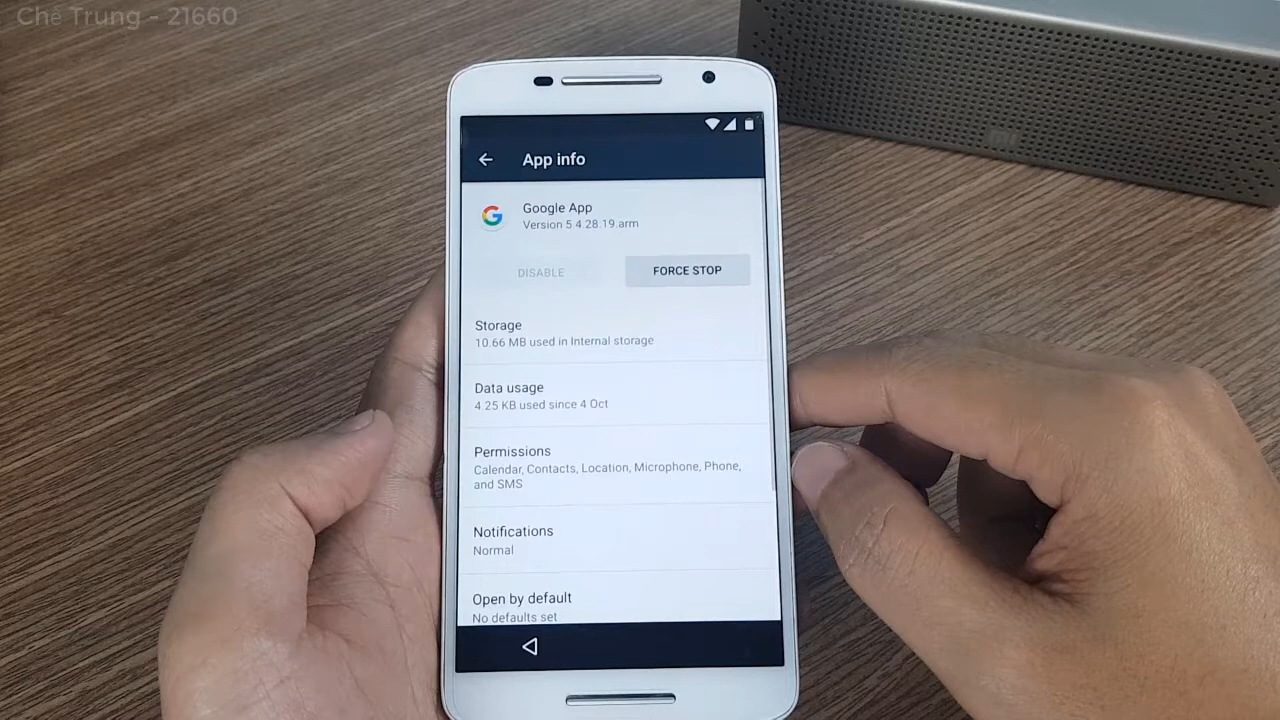 Chế Trung - 21660
App info
Google App
Version 5.4.28.19.arm
DISABLE
FORCE STOP
Storage
10.66 MB used in Internal storage
Data usage
4.25 KB used since 4 Oct
Permissions
Calendar, Contacts, Location, Microphone, Phone,
and SMS
Notifications
Normal
Open by default
No defaults set